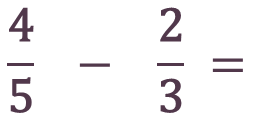 4/5 − 2/3 =